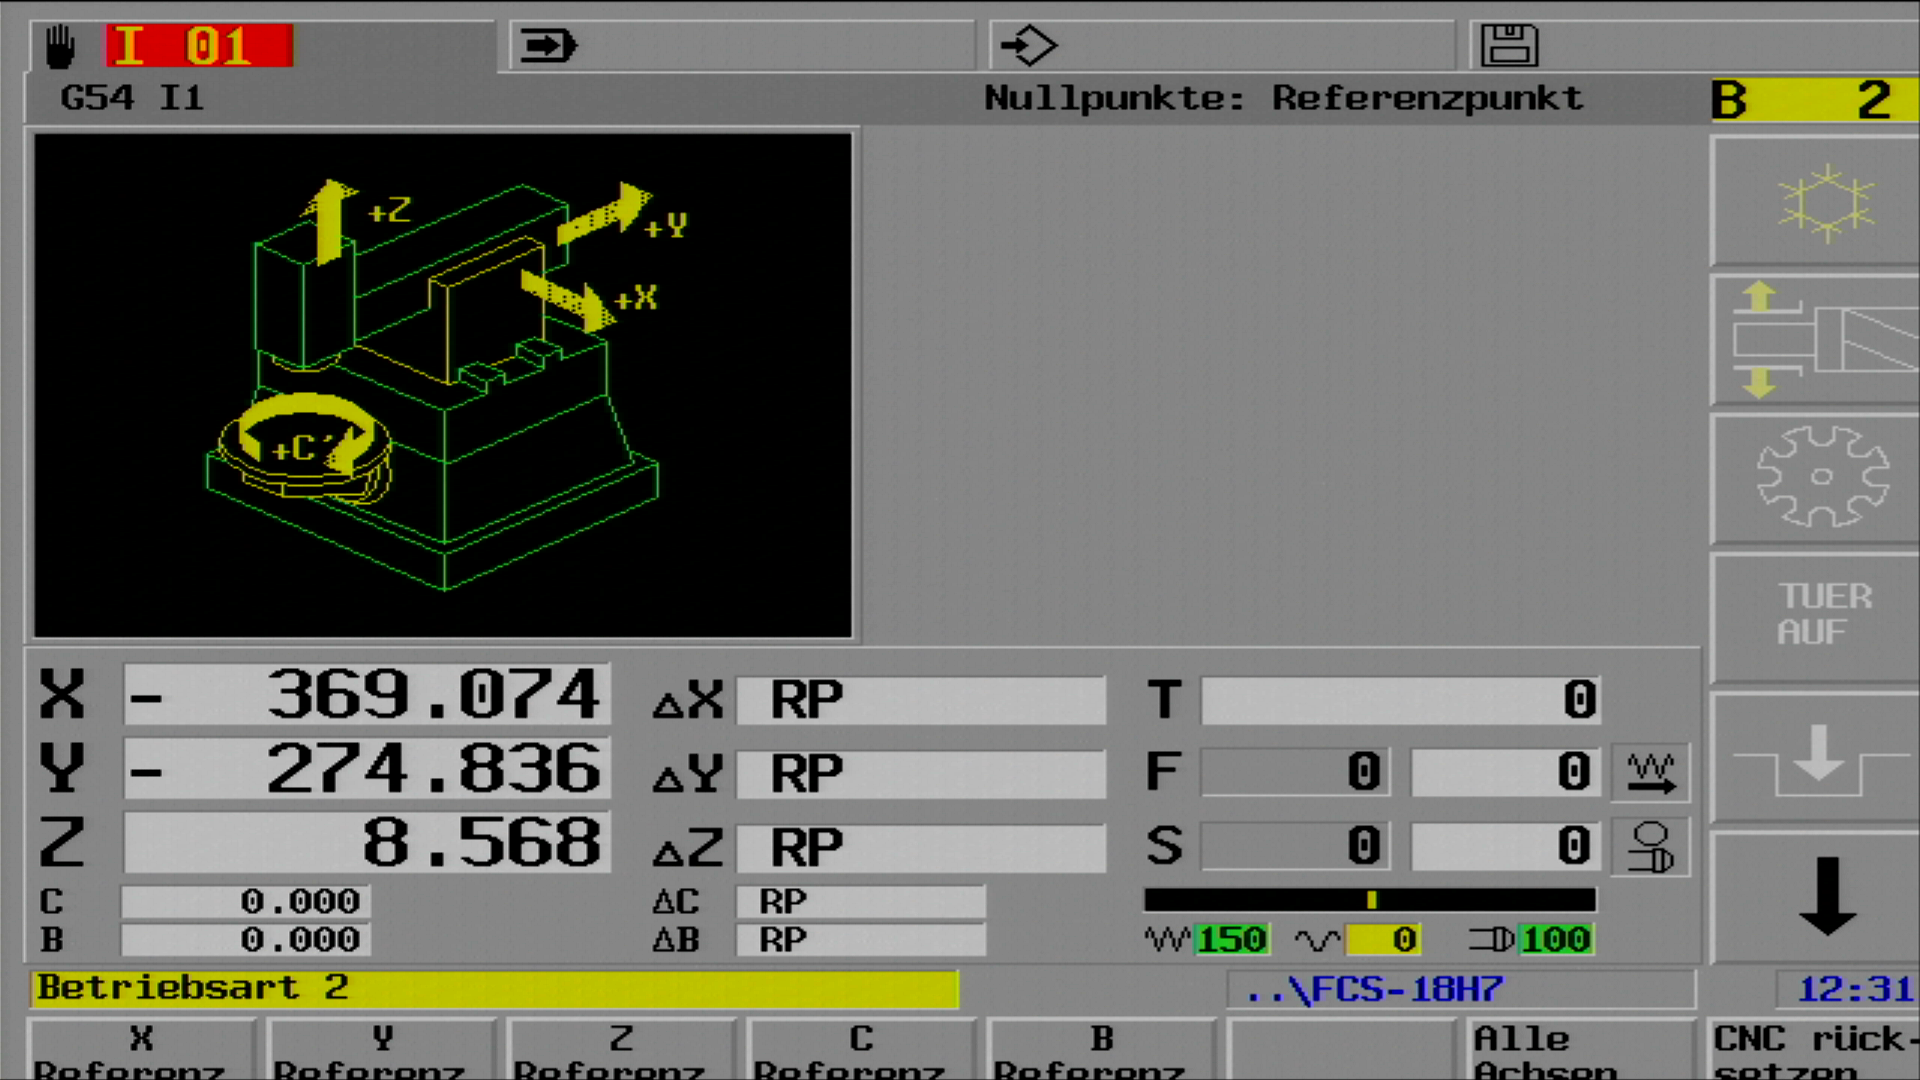 I 01
G54 I1
Nullpunkte: Referenzpunkt
B 2
+Z
+Y
+X
+C'
TUER
AUF
X - 369.074 ΔX RP T 0
Y - 274.836 ΔY RP F 0 0
Z 8.568 ΔZ RP S 0 0
C 0.000 ΔC RP
B 0.000 ΔB RP 150 0 100
Betriebsart 2 ..\FCS-18H7 12:31
X Y Z C B Alle CNC rück-
Referenz Referenz Referenz Referenz Referenz Achsen setzen